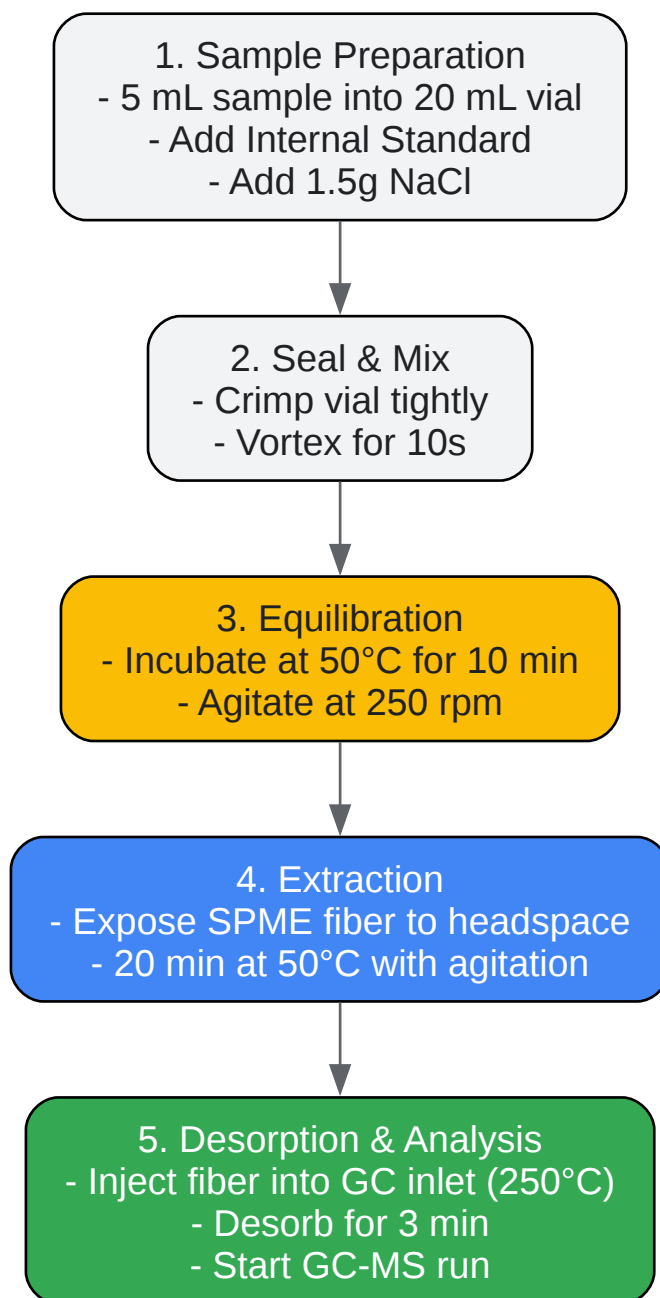 1. Sample Preparation
- 5 mL sample into 20 mL vial
- Add Internal Standard
- Add 1.5g NaCl
2. Seal & Mix
- Crimp vial tightly
- Vortex for 10s
3. Equilibration
- Incubate at 50°C for 10 min
- Agitate at 250 rpm
4. Extraction
- Expose SPME fiber to headspace
- 20 min at 50°C with agitation
5. Desorption & Analysis
- Inject fiber into GC inlet (250°C)
- Desorb for 3 min
- Start GC-MS run